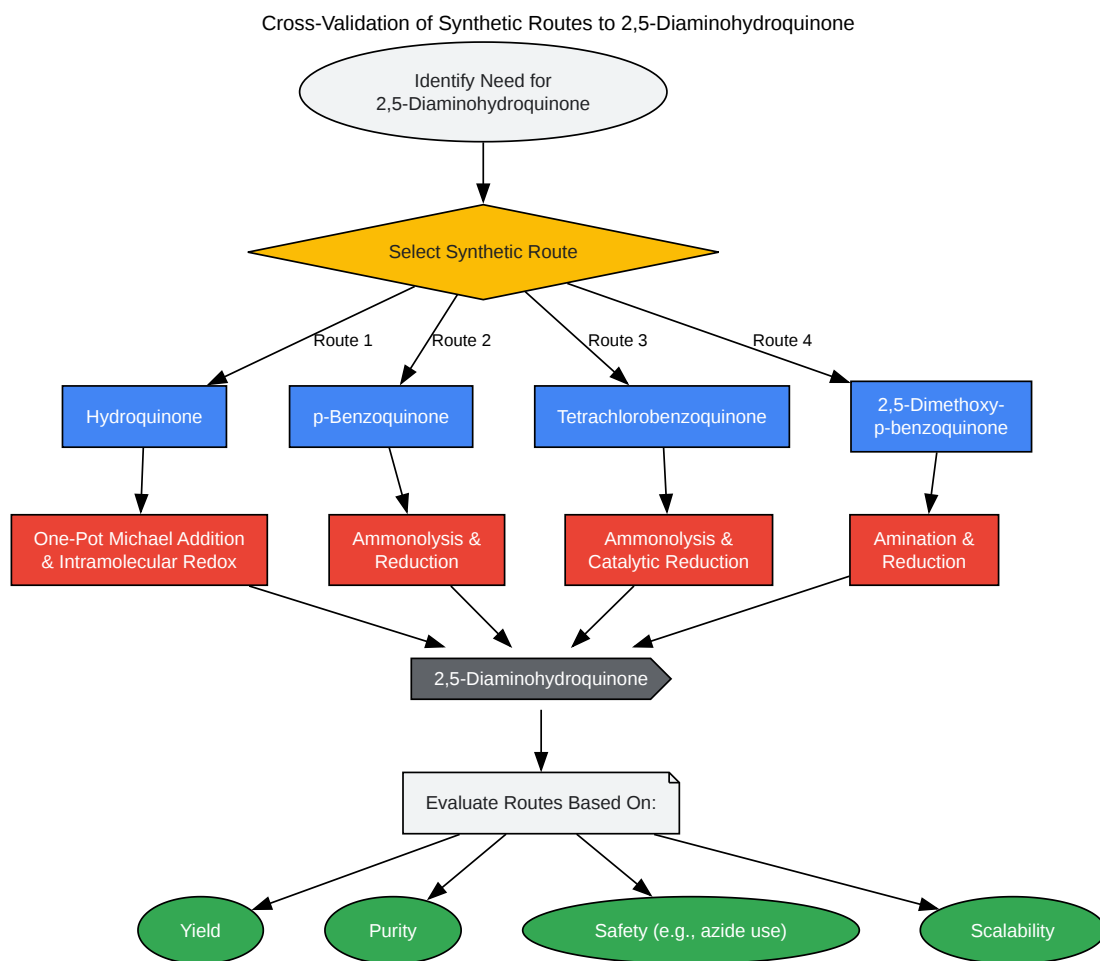 Cross-Validation of Synthetic Routes to 2,5-Diaminohydroquinone
Identify Need for
2,5-Diaminohydroquinone
Select Synthetic Route
Route 1
Route 2
Route 3
Route 4
Hydroquinone
p-Benzoquinone
Tetrachlorobenzoquinone
2,5-Dimethoxy-
p-benzoquinone
One-Pot Michael Addition
& Intramolecular Redox
Ammonolysis &
Reduction
Ammonolysis &
Catalytic Reduction
Amination &
Reduction
2,5-Diaminohydroquinone
Evaluate Routes Based On:
Yield
Purity
Safety (e.g., azide use)
Scalability